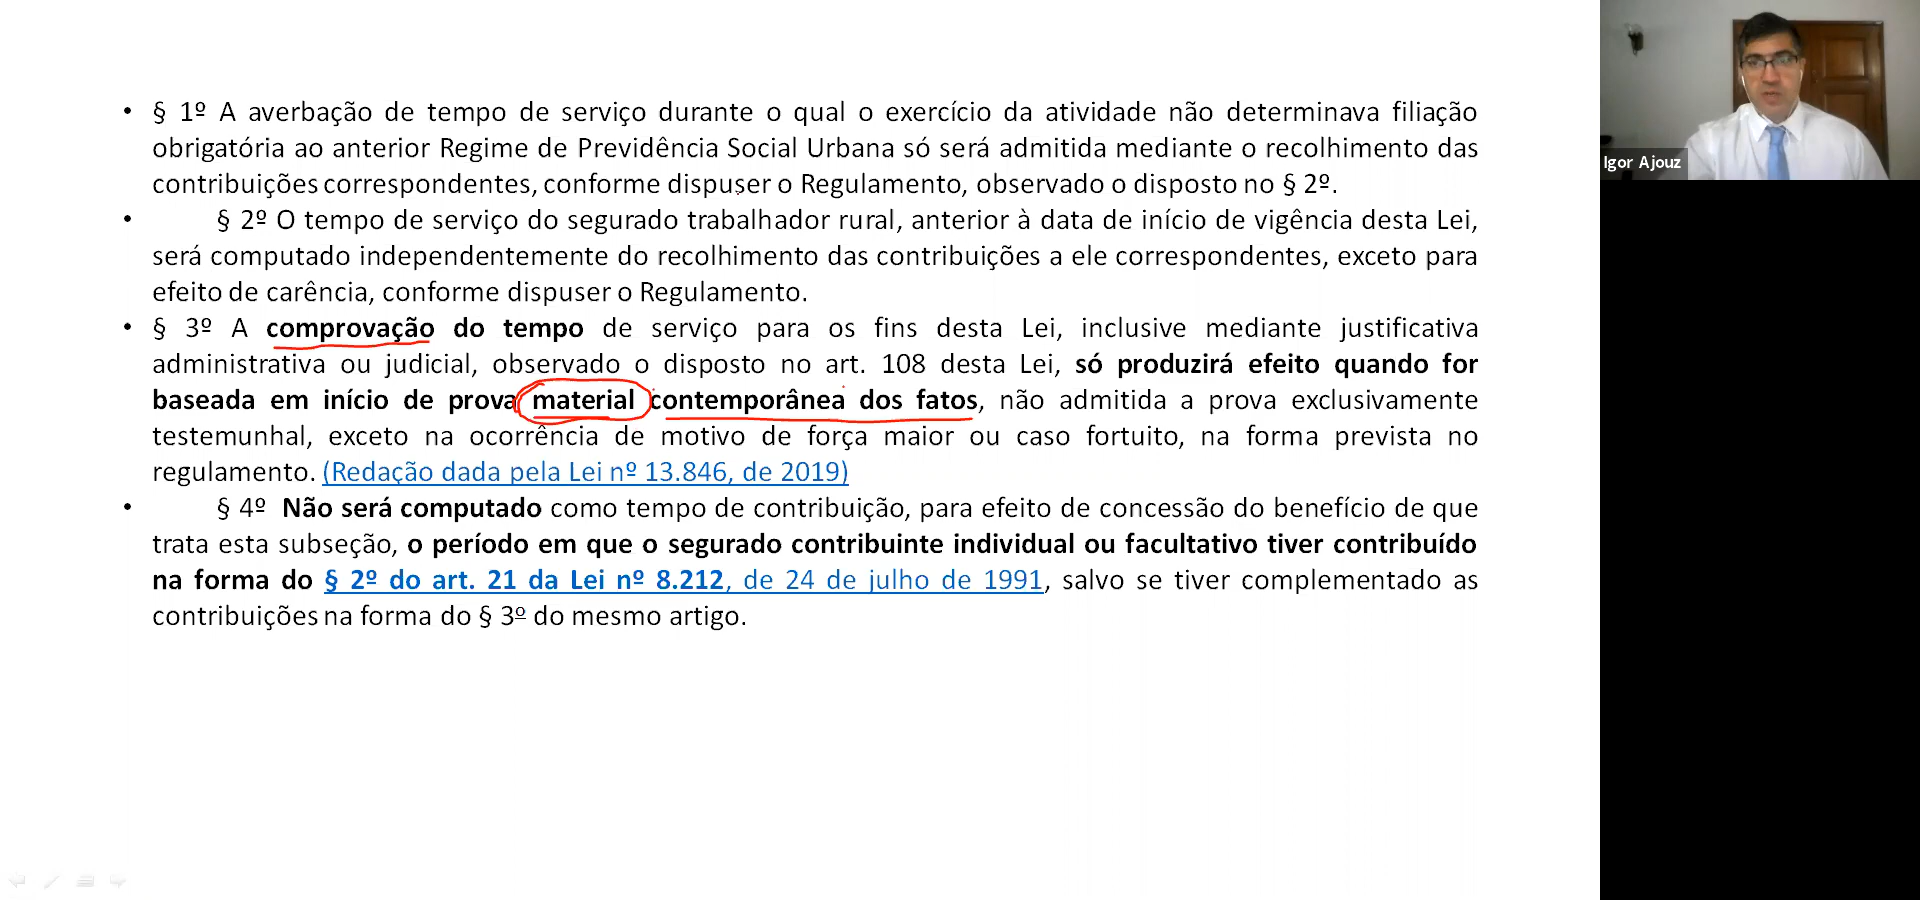 • § 1º A averbação de tempo de serviço durante o qual o exercício da atividade não determinava filiação
obrigatória ao anterior Regime de Previdência Social Urbana só será admitida mediante o recolhimento das
contribuições correspondentes, conforme dispuser o Regulamento, observado o disposto no § 2º.
• § 2º O tempo de serviço do segurado trabalhador rural, anterior à data de início de vigência desta Lei,
será computado independentemente do recolhimento das contribuições a ele correspondentes, exceto para
efeito de carência, conforme dispuser o Regulamento.
• § 3º A comprovação do tempo de serviço para os fins desta Lei, inclusive mediante justificativa
administrativa ou judicial, observado o disposto no art. 108 desta Lei, só produzirá efeito quando for
baseada em início de prova material contemporânea dos fatos, não admitida a prova exclusivamente
testemunhal, exceto na ocorrência de motivo de força maior ou caso fortuito, na forma prevista no
regulamento. (Redação dada pela Lei nº 13.846, de 2019)
• § 4º Não será computado como tempo de contribuição, para efeito de concessão do benefício de que
trata esta subseção, o período em que o segurado contribuinte individual ou facultativo tiver contribuído
na forma do § 2º do art. 21 da Lei nº 8.212, de 24 de julho de 1991, salvo se tiver complementado as
contribuições na forma do § 3º do mesmo artigo.
Igor Ajouz